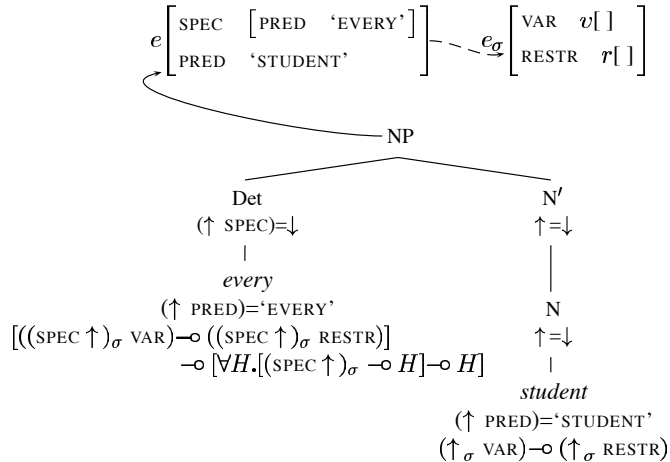 e [SPEC [PRED ‘EVERY’]
PRED ‘STUDENT’]
e_σ [VAR v[ ]
RESTR r[ ]]
NP
Det N′
(↑ SPEC)=↓ ↑=↓
every
(↑ PRED)=‘EVERY’ N
[((SPEC ↑)_σ VAR)⊸ ((SPEC ↑)_σ RESTR)] ↑=↓
⊸ [∀H.[(SPEC ↑)_σ ⊸ H]⊸ H]
student
(↑ PRED)=‘STUDENT’
(↑_σ VAR)⊸ (↑_σ RESTR)